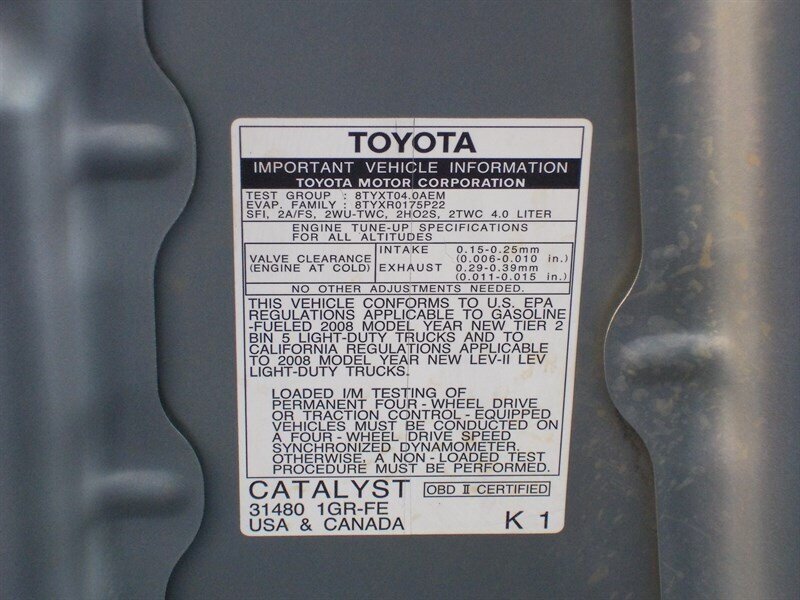 TOYOTA
IMPORTANT VEHICLE INFORMATION
TOYOTA MOTOR CORPORATION
TEST GROUP : 8TYXT04.0AEM
EVAP. FAMILY : 8TYXR0175P22
SFI, 2A/FS, 2WU-TWC, 2HO2S, 2TWC 4.0 LITER
ENGINE TUNE-UP SPECIFICATIONS
FOR ALL ALTITUDES
VALVE CLEARANCE
(ENGINE AT COLD)
INTAKE 0.15-0.25mm
(0.006-0.010 in.)
EXHAUST 0.29-0.39mm
(0.011-0.015 in.)
NO OTHER ADJUSTMENTS NEEDED.
THIS VEHICLE CONFORMS TO U.S. EPA
REGULATIONS APPLICABLE TO GASOLINE
-FUELED 2008 MODEL YEAR NEW TIER 2
BIN 5 LIGHT-DUTY TRUCKS AND TO
CALIFORNIA REGULATIONS APPLICABLE
TO 2008 MODEL YEAR NEW LEV-II LEV
LIGHT-DUTY TRUCKS.
LOADED I/M TESTING OF
PERMANENT FOUR - WHEEL DRIVE
OR TRACTION CONTROL - EQUIPPED
VEHICLES MUST BE CONDUCTED ON
A FOUR - WHEEL DRIVE SPEED
SYNCHRONIZED DYNAMOMETER.
OTHERWISE, A NON - LOADED TEST
PROCEDURE MUST BE PERFORMED.
CATALYST OBD II CERTIFIED
31480 1GR-FE
USA & CANADA K 1